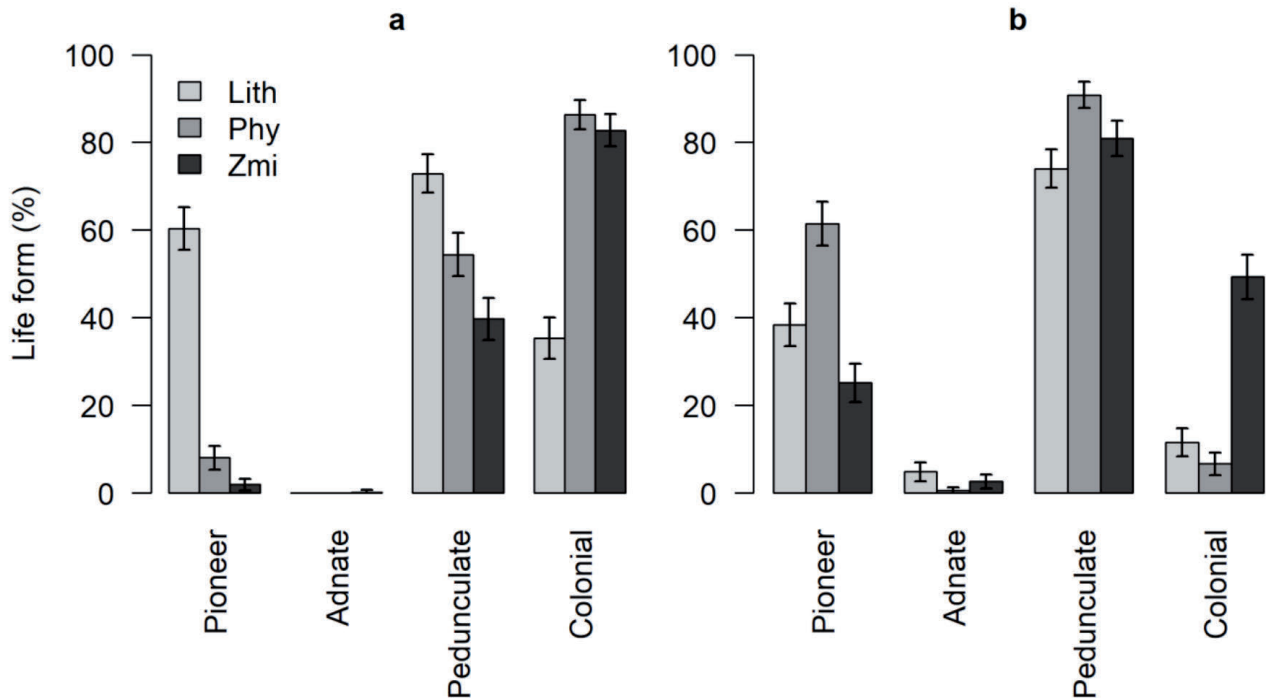 a
b
Life form (%)
100
80
60
40
20
0
Lith
Phy
Zmi
Pioneer
Adnate
Pedunculate
Colonial
100
80
60
40
20
0
Pioneer
Adnate
Pedunculate
Colonial